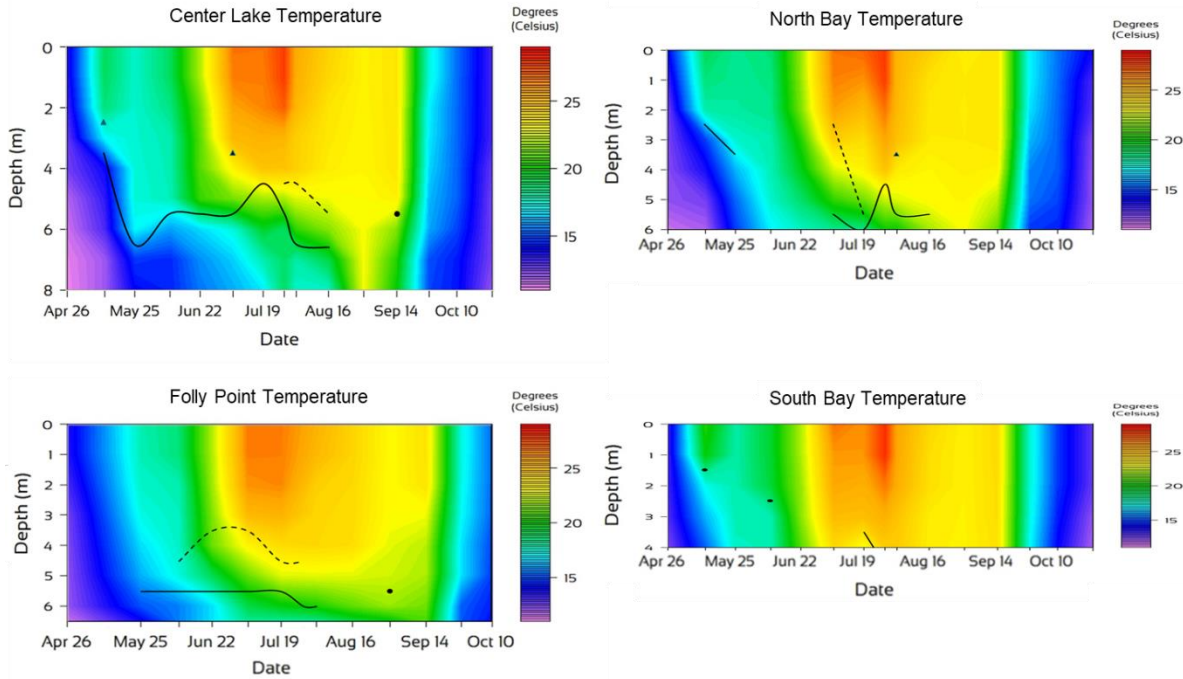 Center Lake Temperature
Degrees
(Celsius)
0
2
4
6
8
Depth (m)
25
20
15
Apr 26 May 25 Jun 22 Jul 19 Aug 16 Sep 14 Oct 10
Date
North Bay Temperature
Degrees
(Celsius)
0
1
2
3
4
5
6
Depth (m)
25
20
15
Apr 26 May 25 Jun 22 Jul 19 Aug 16 Sep 14 Oct 10
Date
Folly Point Temperature
Degrees
(Celsius)
0
1
2
3
4
5
6
Depth (m)
25
20
15
Apr 26 May 25 Jun 22 Jul 19 Aug 16 Sep 14 Oct 10
Date
South Bay Temperature
Degrees
(Celsius)
0
1
2
3
4
Depth (m)
25
20
15
Apr 26 May 25 Jun 22 Jul 19 Aug 16 Sep 14 Oct 10
Date